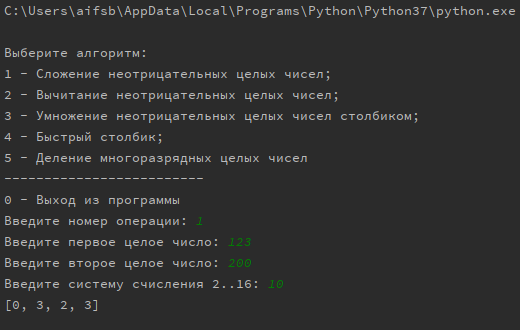 C:\Users\aifsb\AppData\Local\Programs\Python\Python37\python.exe
Выберите алгоритм:
1 - Сложение неотрицательных целых чисел;
2 - Вычитание неотрицательных целых чисел;
3 - Умножение неотрицательных целых чисел столбиком;
4 - Быстрый столбик;
5 - Деление многоразрядных целых чисел
-------------------------
0 - Выход из программы
Введите номер операции: 1
Введите первое целое число: 123
Введите второе целое число: 200
Введите систему счисления 2..16: 10
[0, 3, 2, 3]